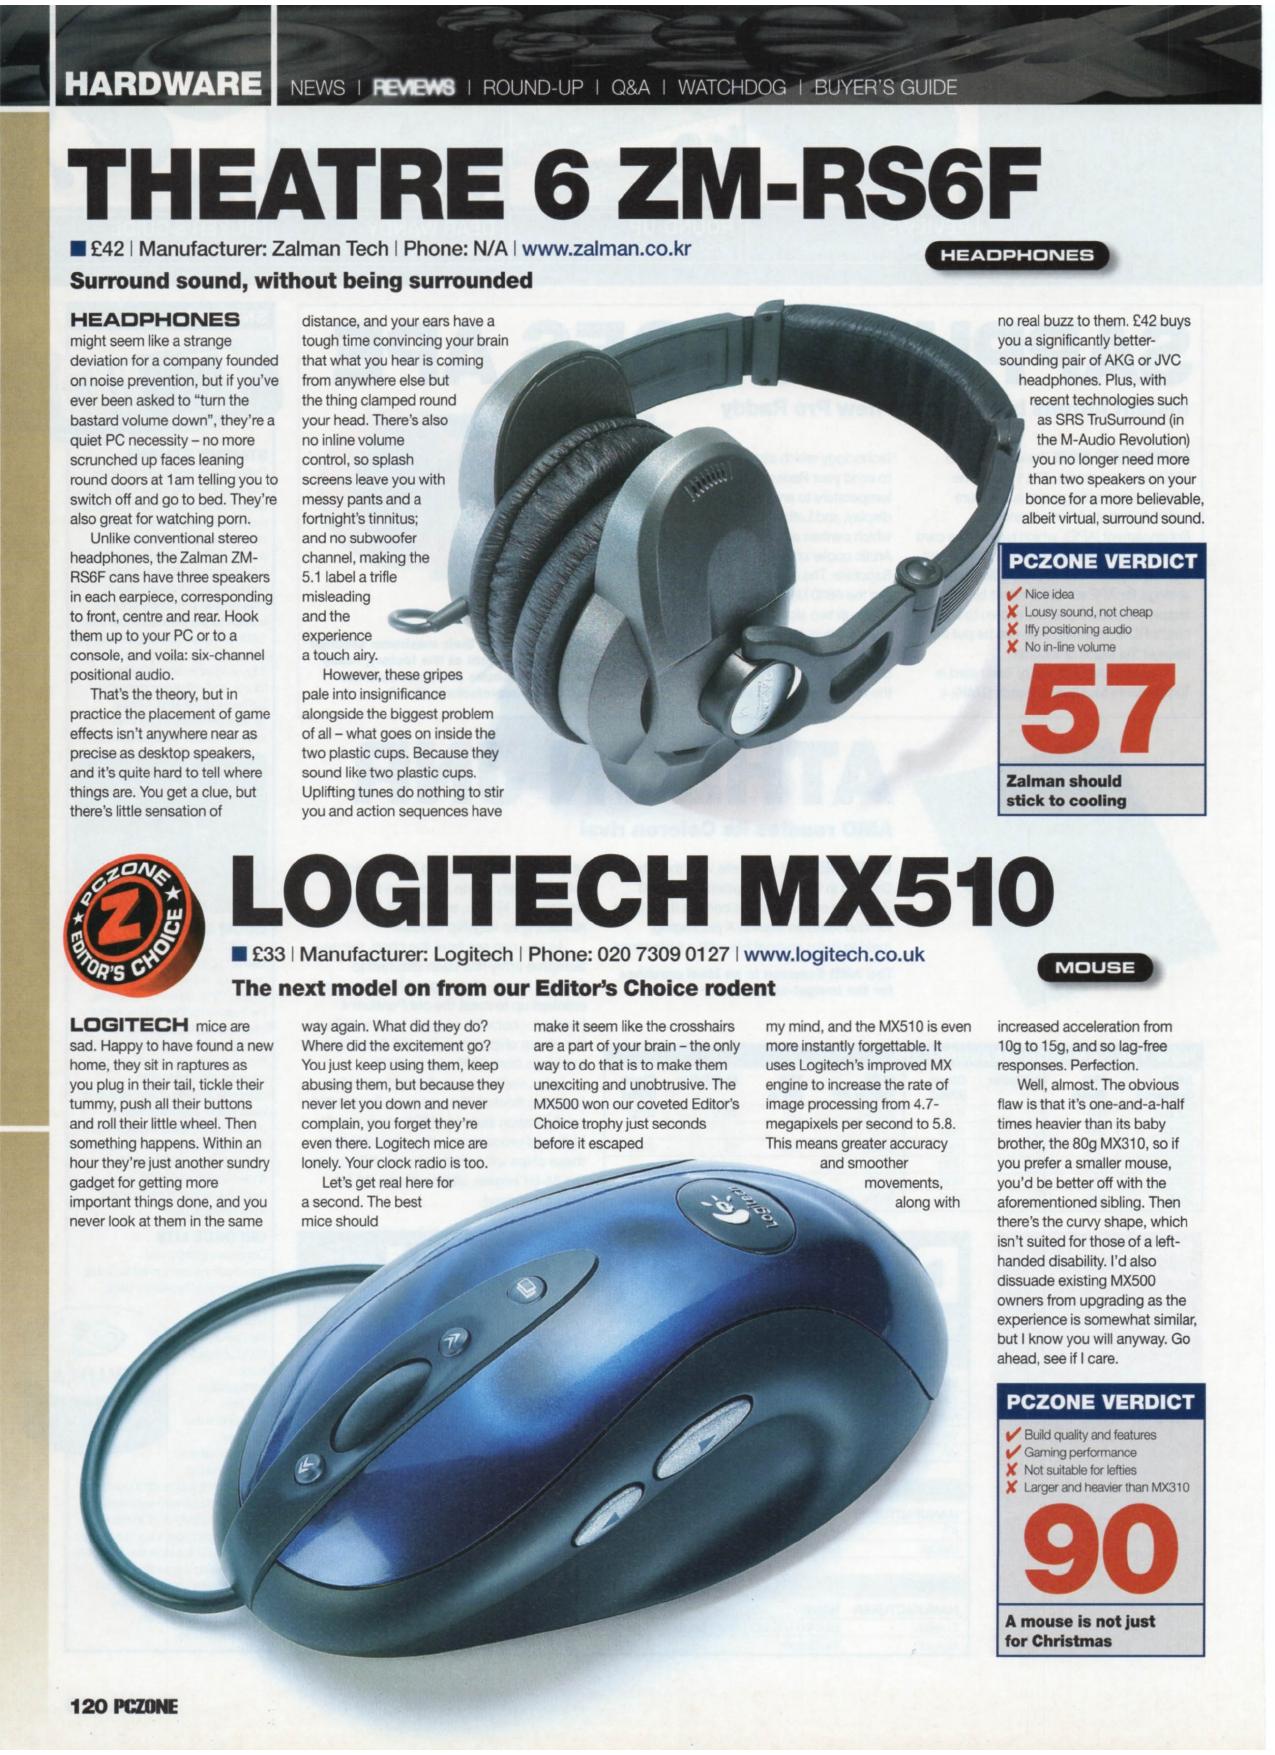 HARDWARE
NEWS | REVIEWS | ROUND-UP | Q&A | WATCHDOG | BUYER'S GUIDE
THEATRE 6 ZM-RS6F
£42 | Manufacturer: Zalman Tech | Phone: N/A | www.zalman.co.kr
HEADPHONES
Surround sound, without being surrounded
HEADPHONES
might seem like a strange
deviation for a company founded
on noise prevention, but if you've
ever been asked to “turn the
bastard volume down”, they're a
quiet PC necessity – no more
scrunched up faces leaning
round doors at 1am telling you to
switch off and go to bed. They're
also great for watching porn.
Unlike conventional stereo
headphones, the Zalman ZM-
RS6F cans have three speakers
in each earpiece, corresponding
to front, centre and rear. Hook
them up to your PC or to a
console, and voila: six-channel
positional audio.
That's the theory, but in
practice the placement of game
effects isn't anywhere near as
precise as desktop speakers,
and it's quite hard to tell where
things are. You get a clue, but
there's little sensation of
distance, and your ears have a
tough time convincing your brain
that what you hear is coming
from anywhere else but
the thing clamped round
your head. There's also
no inline volume
control, so splash
screens leave you with
messy pants and a
fortnight's tinnitus;
and no subwoofer
channel, making the
5.1 label a trifle
misleading
and the
experience
a touch airy.
However, these gripes
pale into insignificance
alongside the biggest problem
of all – what goes on inside the
two plastic cups. Because they
sound like two plastic cups.
Uplifting tunes do nothing to stir
you and action sequences have
no real buzz to them. £42 buys
you a significantly better-
sounding pair of AKG or JVC
headphones. Plus, with
recent technologies such
as SRS TruSurround (in
the M-Audio Revolution)
you no longer need more
than two speakers on your
bonce for a more believable,
albeit virtual, surround sound.
PCZONE VERDICT
✓ Nice idea
✗ Lousy sound, not cheap
✗ Iffy positioning audio
✗ No in-line volume
57
Zalman should
stick to cooling
PCZONE
Z
EDITOR'S CHOICE
LOGITECH MX510
£33 | Manufacturer: Logitech | Phone: 020 7309 0127 | www.logitech.co.uk
MOUSE
The next model on from our Editor's Choice rodent
LOGITECH mice are
sad. Happy to have found a new
home, they sit in raptures as
you plug in their tail, tickle their
tummy, push all their buttons
and roll their little wheel. Then
something happens. Within an
hour they're just another sundry
gadget for getting more
important things done, and you
never look at them in the same
way again. What did they do?
Where did the excitement go?
You just keep using them, keep
abusing them, but because they
never let you down and never
complain, you forget they're
even there. Logitech mice are
lonely. Your clock radio is too.
Let's get real here for
a second. The best
mice should
make it seem like the crosshairs
are a part of your brain – the only
way to do that is to make them
unexciting and unobtrusive. The
MX500 won our coveted Editor's
Choice trophy just seconds
before it escaped
my mind, and the MX510 is even
more instantly forgettable. It
uses Logitech's improved MX
engine to increase the rate of
image processing from 4.7-
megapixels per second to 5.8.
This means greater accuracy
and smoother
movements,
along with
increased acceleration from
10g to 15g, and so lag-free
responses. Perfection.
Well, almost. The obvious
flaw is that it's one-and-a-half
times heavier than its baby
brother, the 80g MX310, so if
you prefer a smaller mouse,
you'd be better off with the
aforementioned sibling. Then
there's the curvy shape, which
isn't suited for those of a left-
handed disability. I'd also
dissuade existing MX500
owners from upgrading as the
experience is somewhat similar,
but I know you will anyway. Go
ahead, see if I care.
Logitech
PCZONE VERDICT
✓ Build quality and features
✓ Gaming performance
✗ Not suitable for lefties
✗ Larger and heavier than MX310
90
A mouse is not just
for Christmas
120 PCZONE